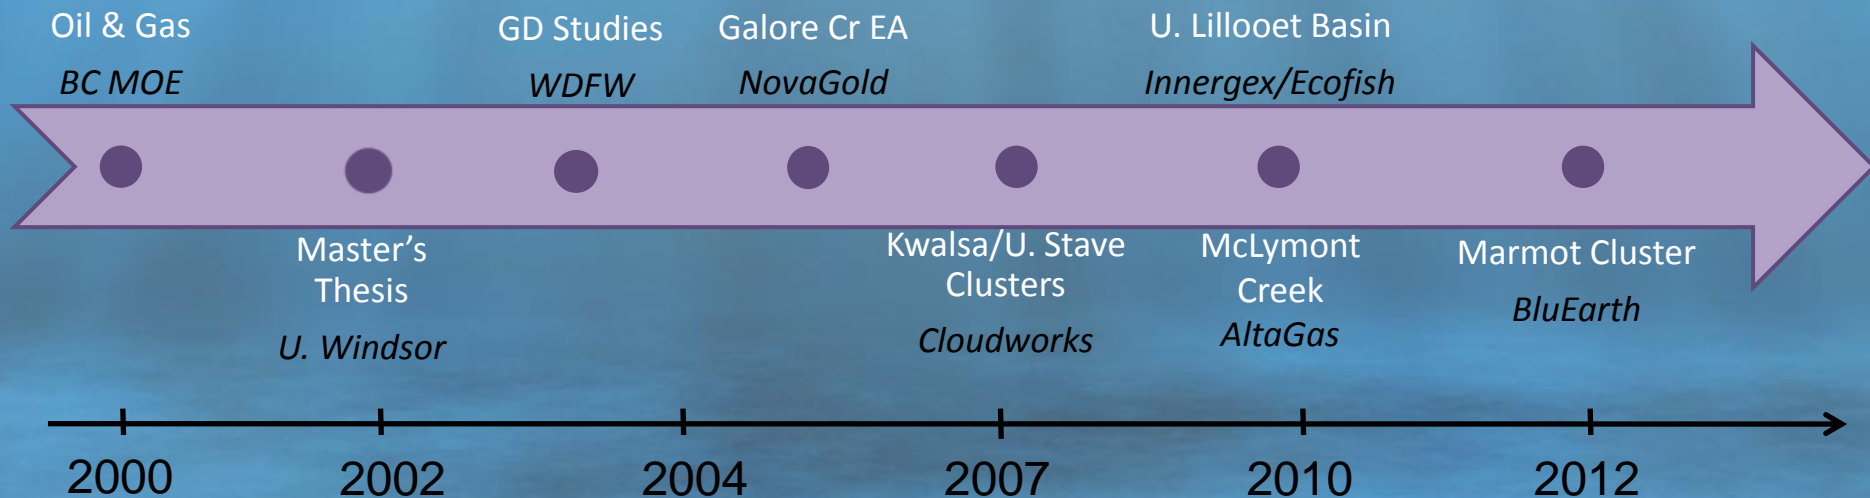 Oil & Gas
BC MOE
GD Studies
WDFW
Galore Cr EA
NovaGold
U. Lillooet Basin
Innergex/Ecofish
Master’s
Thesis
U. Windsor
Kwalsa/U. Stave
Clusters
Cloudworks
McLymont
Creek
AltaGas
Marmot Cluster
BluEarth
2000
2002
2004
2007
2010
2012